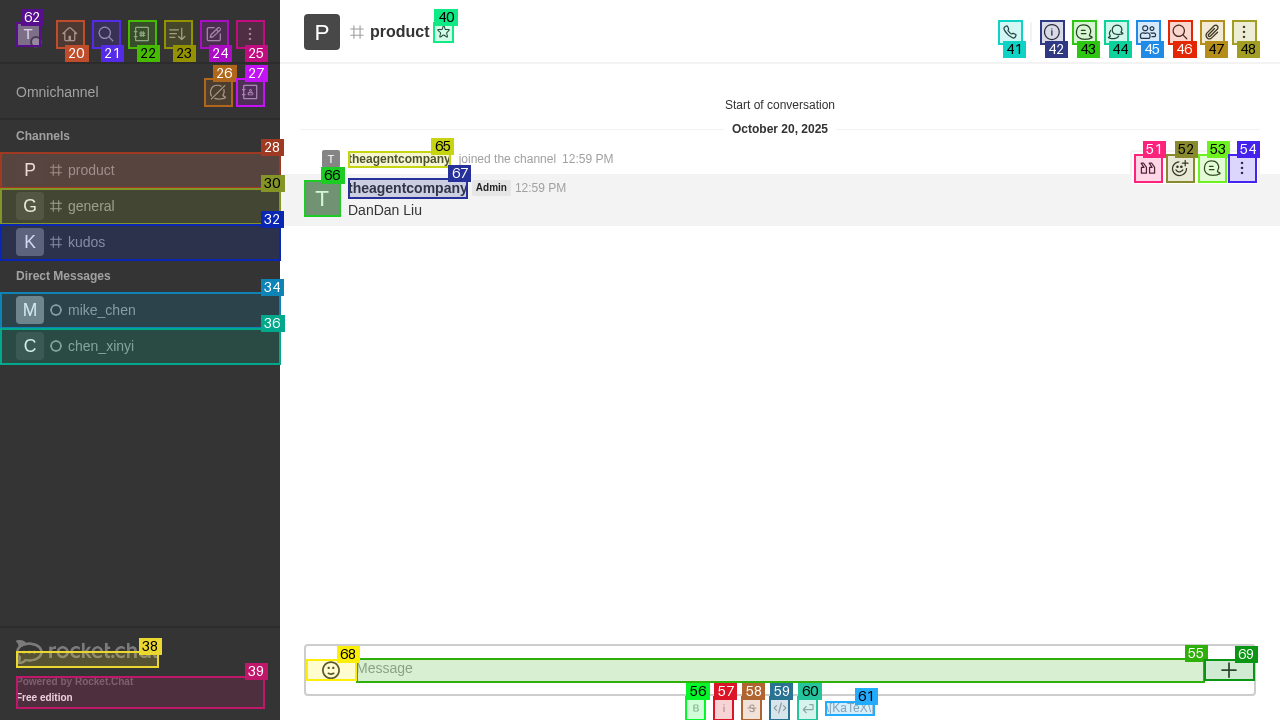 62
T
20
21
22
23
24
25
Omnichannel
26
27
Channels
28
P product
30
G general
32
K kudos
Direct Messages
34
M mike_chen
36
C chen_xinyi
38
rocket.chat
39
Powered by Rocket.Chat
Free edition
P product
40
41
42
43
44
45
46
47
48
Start of conversation
October 20, 2025
65
T theagentcompany joined the channel 12:59 PM
51
52
53
54
66
67
T theagentcompany Admin 12:59 PM
DanDan Liu
68
Message
55
69
56
57
58
59
60
61
B
i
S
</>
\[KaTeX\]